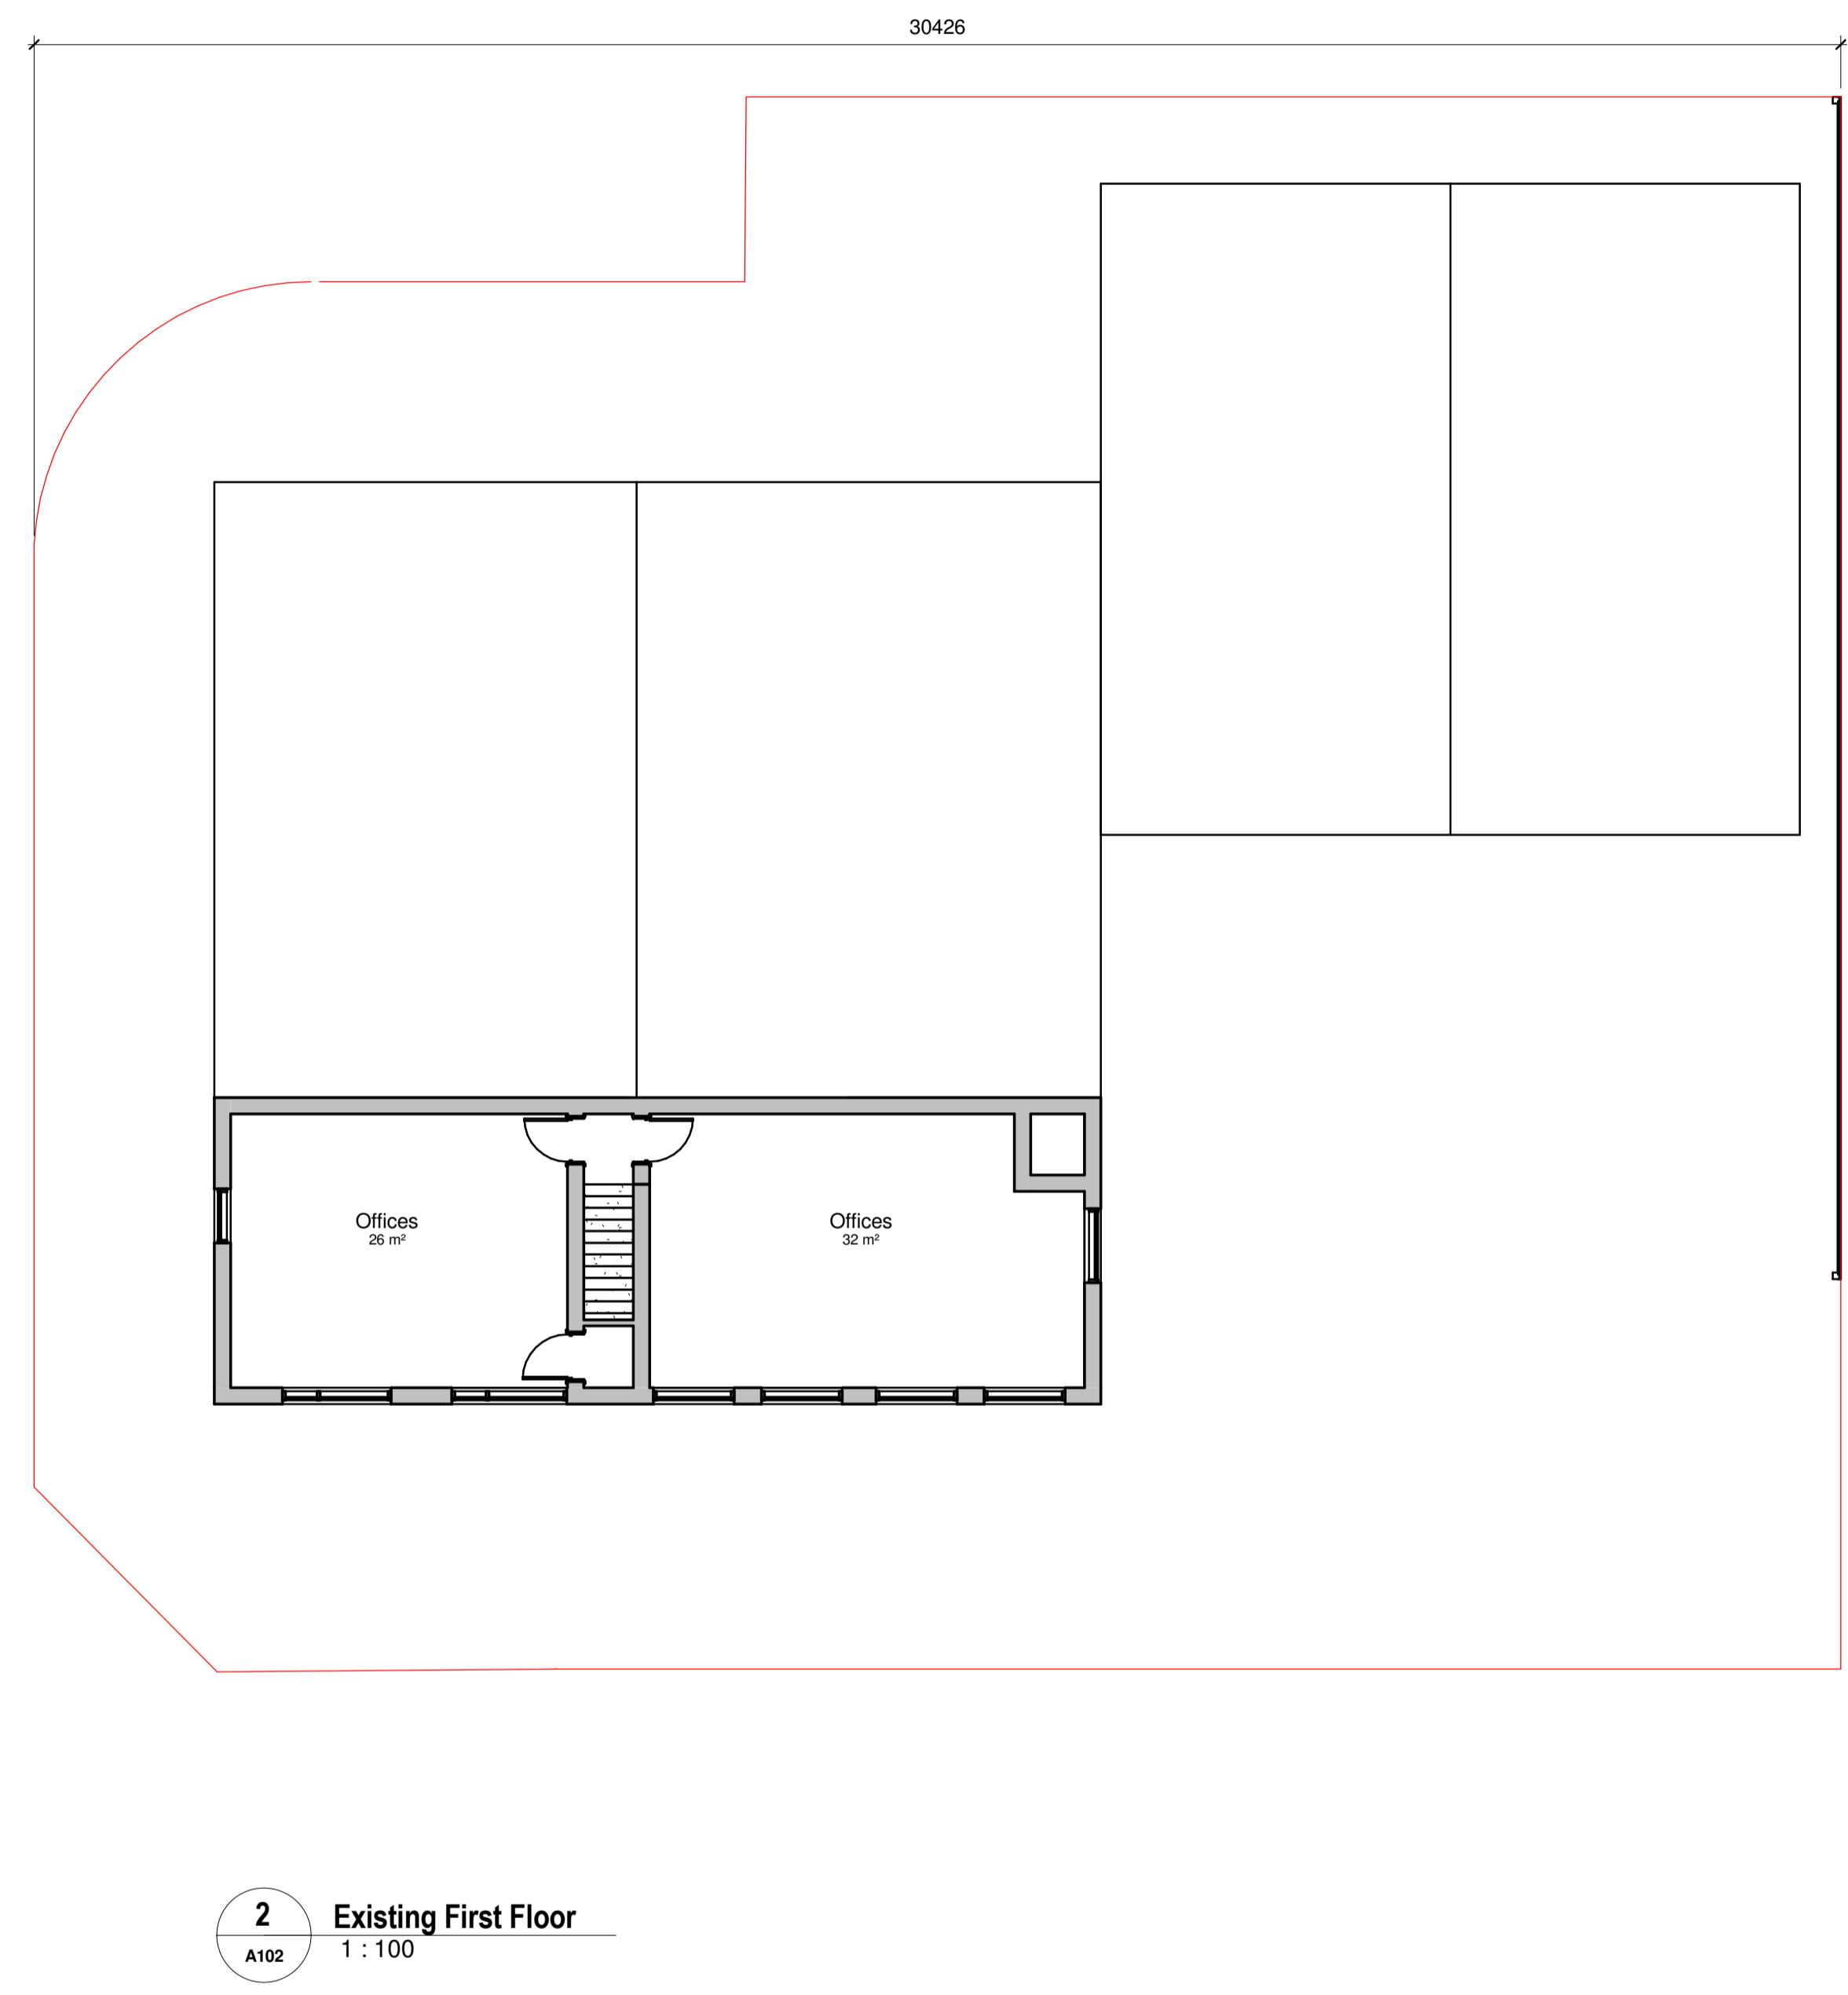 30426
Offices
26 m²
Offices
32 m²
2
A102
Existing First Floor
1 : 100